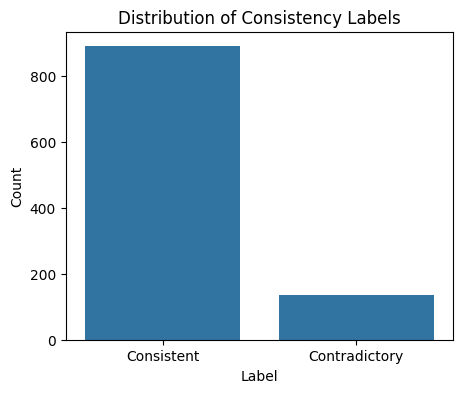 Distribution of Consistency Labels
800
600
400
200
0
Count
Consistent
Contradictory
Label